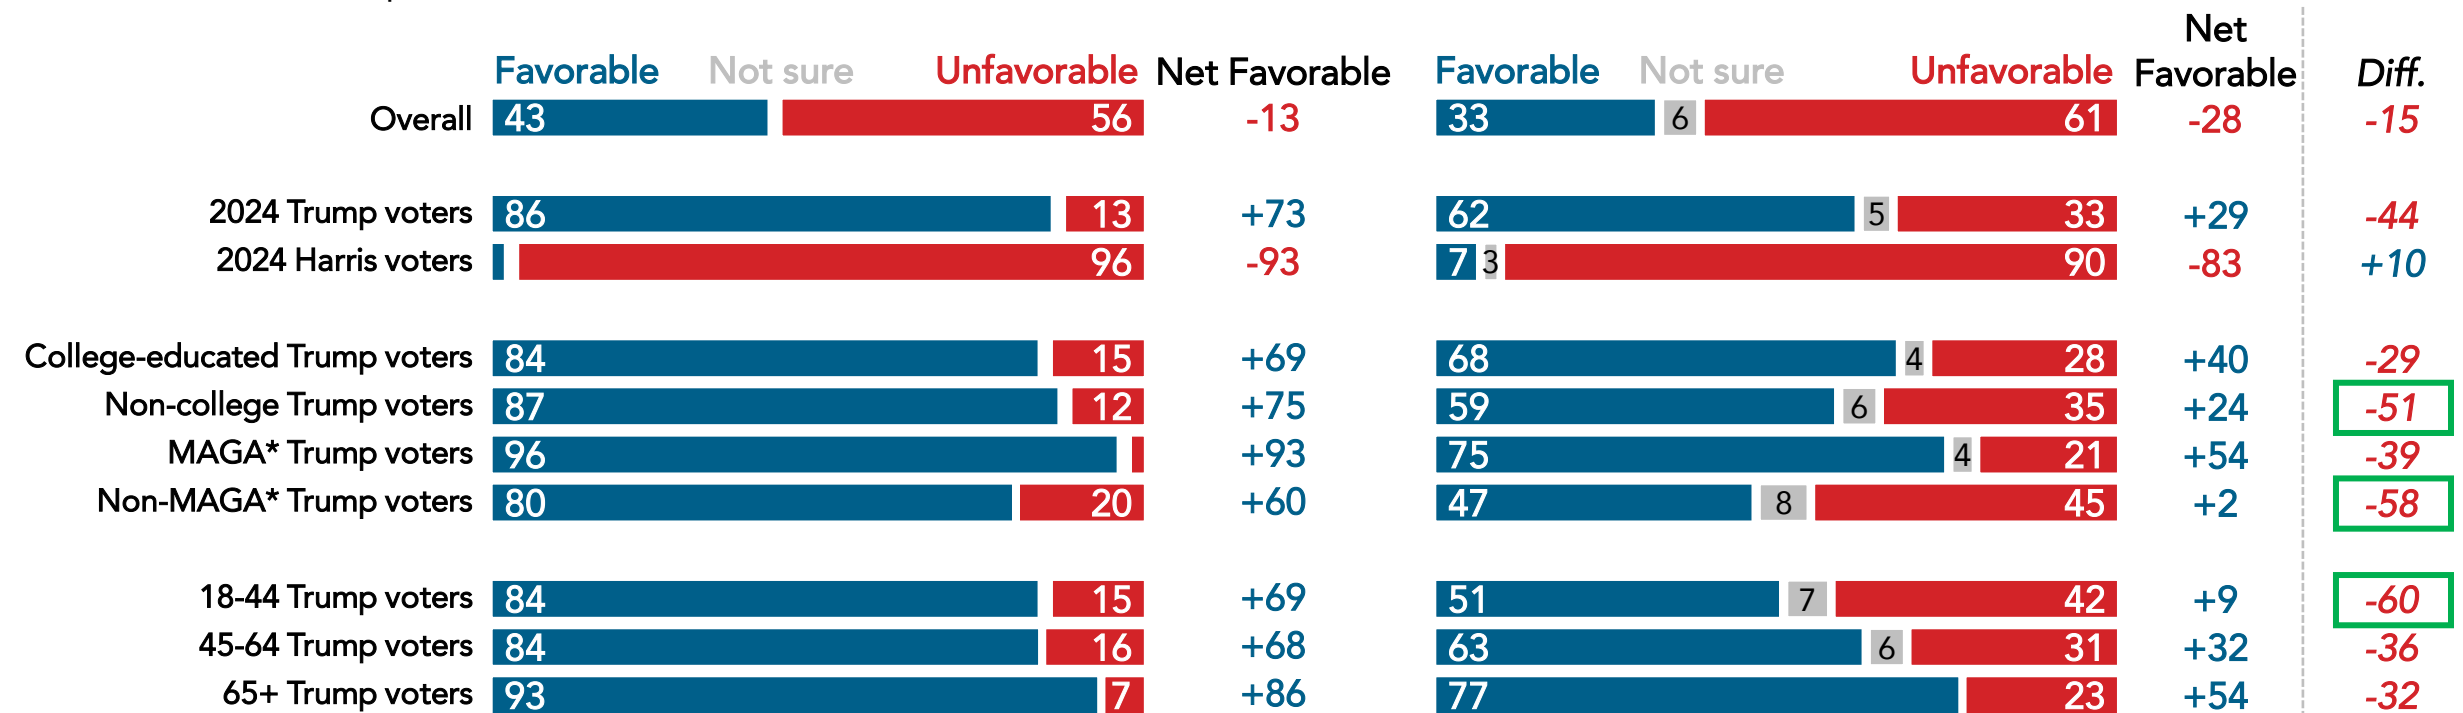 Net
Favorable Not sure Unfavorable Net Favorable Favorable Not sure Unfavorable Favorable Diff.
Overall 43 56 -13 33 6 61 -28 -15
2024 Trump voters 86 13 +73 62 5 33 +29 -44
2024 Harris voters 96 -93 7 3 90 -83 +10
College-educated Trump voters 84 15 +69 68 4 28 +40 -29
Non-college Trump voters 87 12 +75 59 6 35 +24 -51
MAGA* Trump voters 96 +93 75 4 21 +54 -39
Non-MAGA* Trump voters 80 20 +60 47 8 45 +2 -58
18-44 Trump voters 84 15 +69 51 7 42 +9 -60
45-64 Trump voters 84 16 +68 63 6 31 +32 -36
65+ Trump voters 93 7 +86 77 23 +54 -32